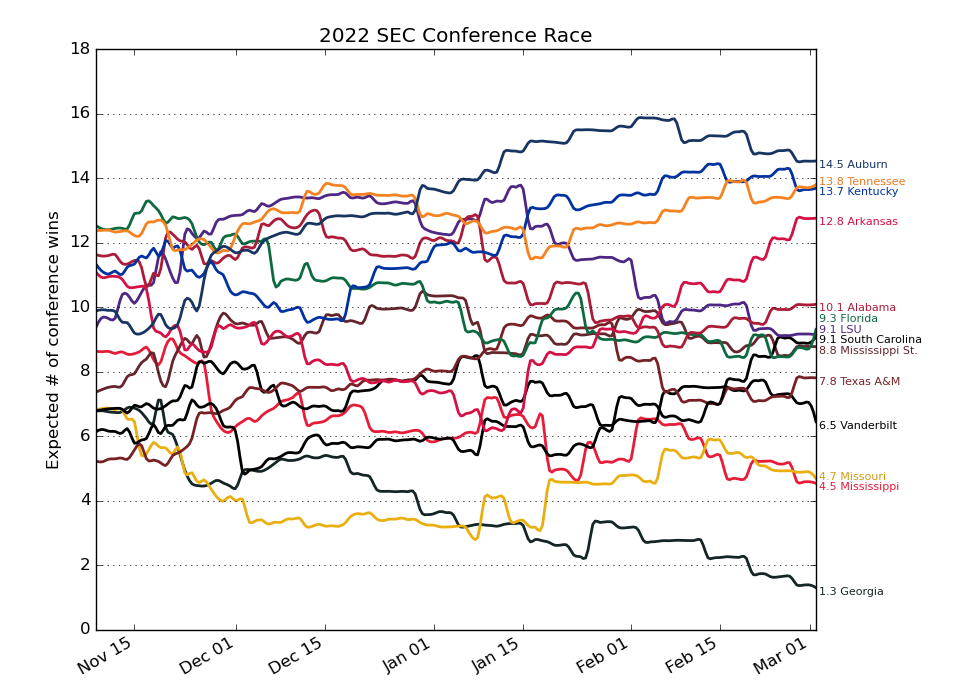 2022 SEC Conference Race
Expected # of conference wins
18
16
14
12
10
8
6
4
2
0
Nov 15
Dec 01
Dec 15
Jan 01
Jan 15
Feb 01
Feb 15
Mar 01
14.5 Auburn
13.8 Tennessee
13.7 Kentucky
12.8 Arkansas
10.1 Alabama
9.3 Florida
9.1 LSU
9.1 South Carolina
8.8 Mississippi St.
7.8 Texas A&M
6.5 Vanderbilt
4.7 Missouri
4.5 Mississippi
1.3 Georgia